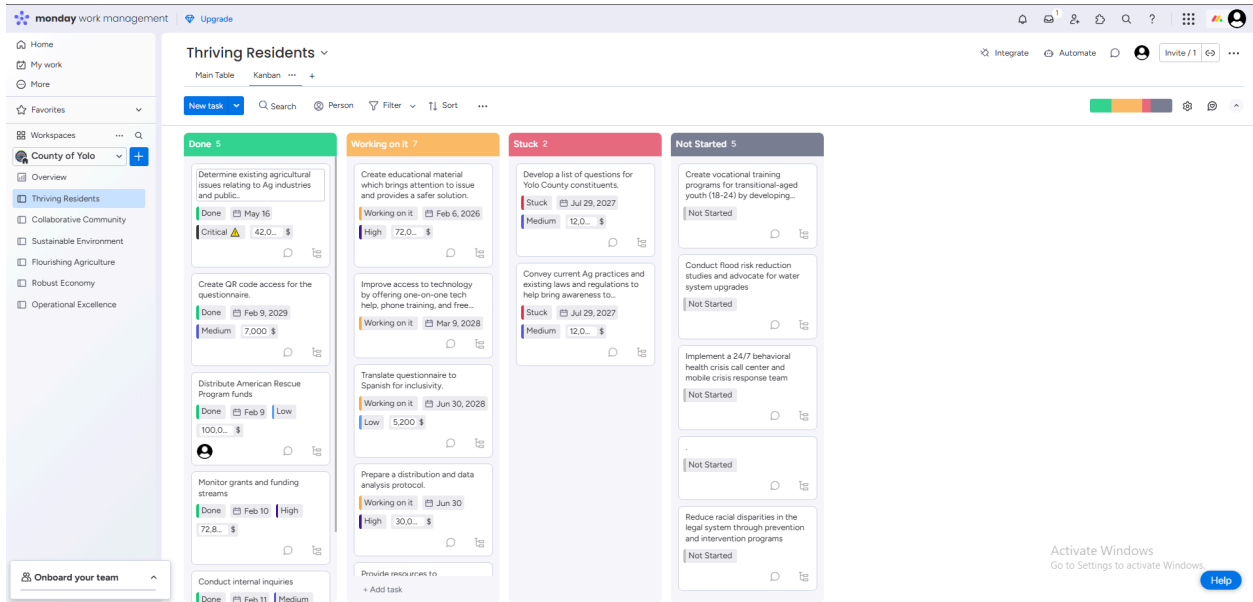 monday work management
Upgrade
1
?
Home
My work
More
Favorites
Workspaces
County of Yolo
Overview
Thriving Residents
Collaborative Community
Sustainable Environment
Flourishing Agriculture
Robust Economy
Operational Excellence
Onboard your team
Thriving Residents
Integrate
Automate
Invite / 1
Main Table
Kanban
+
New task
Search
Person
Filter
Sort
Done 5
Determine existing agricultural
issues relating to Ag industries
and public..
Done
May 16
Critical
42,0... $
Create QR code access for the
questionnaire.
Done
Feb 9, 2029
Medium
7,000 $
Distribute American Rescue
Program funds
Done
Feb 9
Low
100,0... $
Monitor grants and funding
streams
Done
Feb 10
High
72,8... $
Conduct internal inquiries
Done
Feb 11
Medium
Working on it 7
Create educational material
which brings attention to issue
and provides a safer solution.
Working on it
Feb 6, 2026
High
72,0... $
Improve access to technology
by offering one-on-one tech
help, phone training, and free...
Working on it
Mar 9, 2028
Translate questionnaire to
Spanish for inclusivity.
Working on it
Jun 30, 2028
Low
5,200 $
Prepare a distribution and data
analysis protocol.
Working on it
Jun 30
High
30,0... $
Provide resources to
+ Add task
Stuck 2
Develop a list of questions for
Yolo County constituents.
Stuck
Jul 29, 2027
Medium
12,0... $
Convey current Ag practices and
existing laws and regulations to
help bring awareness to...
Stuck
Jul 29, 2027
Medium
12,0... $
Not Started 5
Create vocational training
programs for transitional-aged
youth (18-24) by developing...
Not Started
Conduct flood risk reduction
studies and advocate for water
system upgrades
Not Started
Implement a 24/7 behavioral
health crisis call center and
mobile crisis response team
Not Started
.
Not Started
Reduce racial disparities in the
legal system through prevention
and intervention programs
Not Started
Activate Windows
Go to Settings to activate Windows.
Help